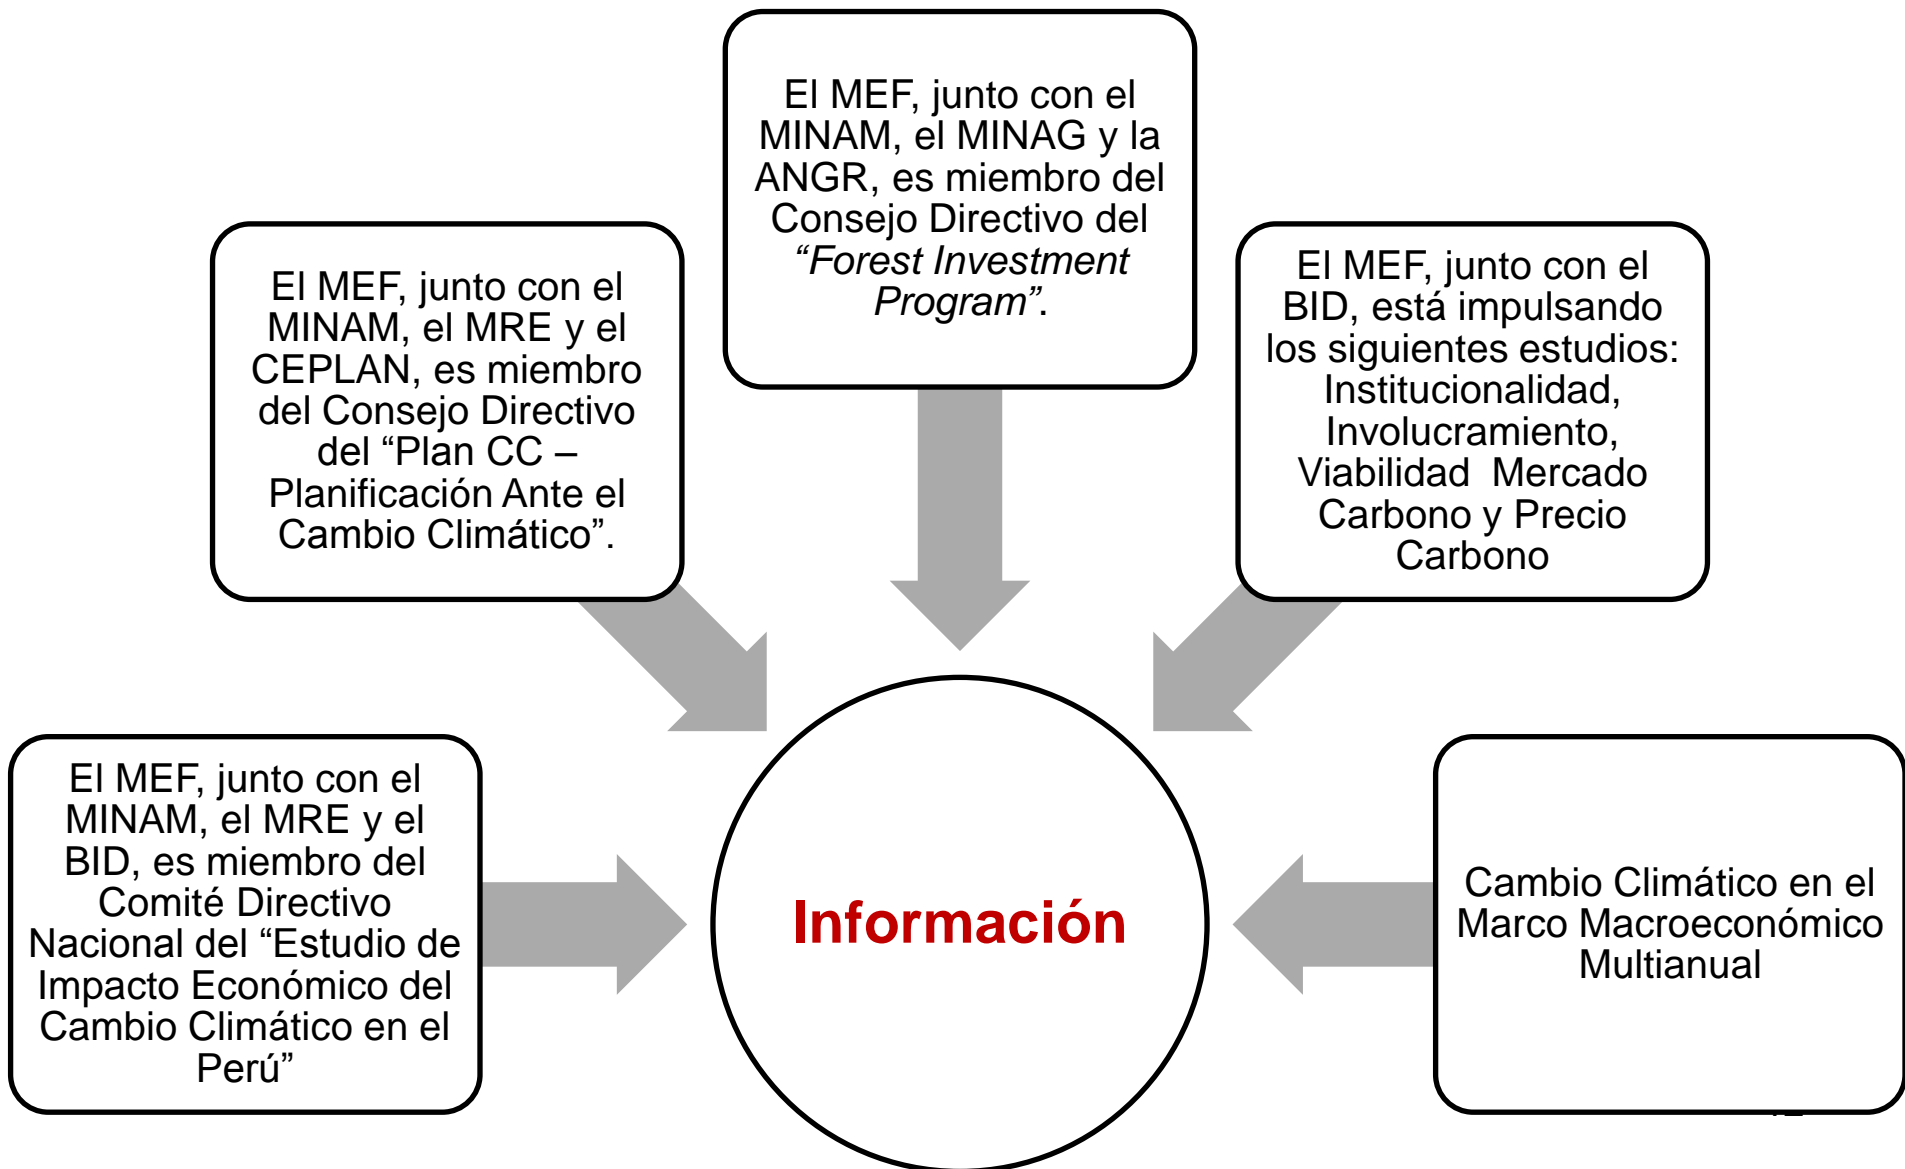 El MEF, junto con el
MINAM, el MINAG y la
ANGR, es miembro del
Consejo Directivo del
“Forest Investment
Program”.
El MEF, junto con el
MINAM, el MRE y el
CEPLAN, es miembro
del Consejo Directivo
del “Plan CC –
Planificación Ante el
Cambio Climático”.
El MEF, junto con el
BID, está impulsando
los siguientes estudios:
Institucionalidad,
Involucramiento,
Viabilidad  Mercado
Carbono y Precio
Carbono
El MEF, junto con el
MINAM, el MRE y el
BID, es miembro del
Comité Directivo
Nacional del “Estudio de
Impacto Económico del
Cambio Climático en el
Perú”
Información
Cambio Climático en el
Marco Macroeconómico
Multianual